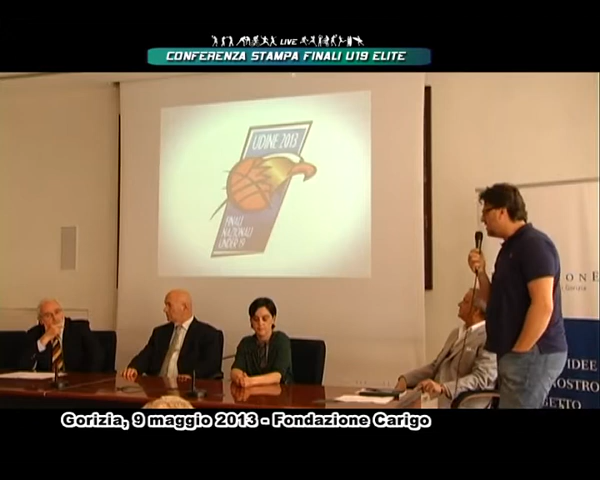 LIVE
CONFERENZA STAMPA FINALI U19 ELITE
UDINE 2013
FINALI
NAZIONALI
UNDER 19
IDEE
NOSTRO
Gorizia, 9 maggio 2013 - Fondazione Carigo